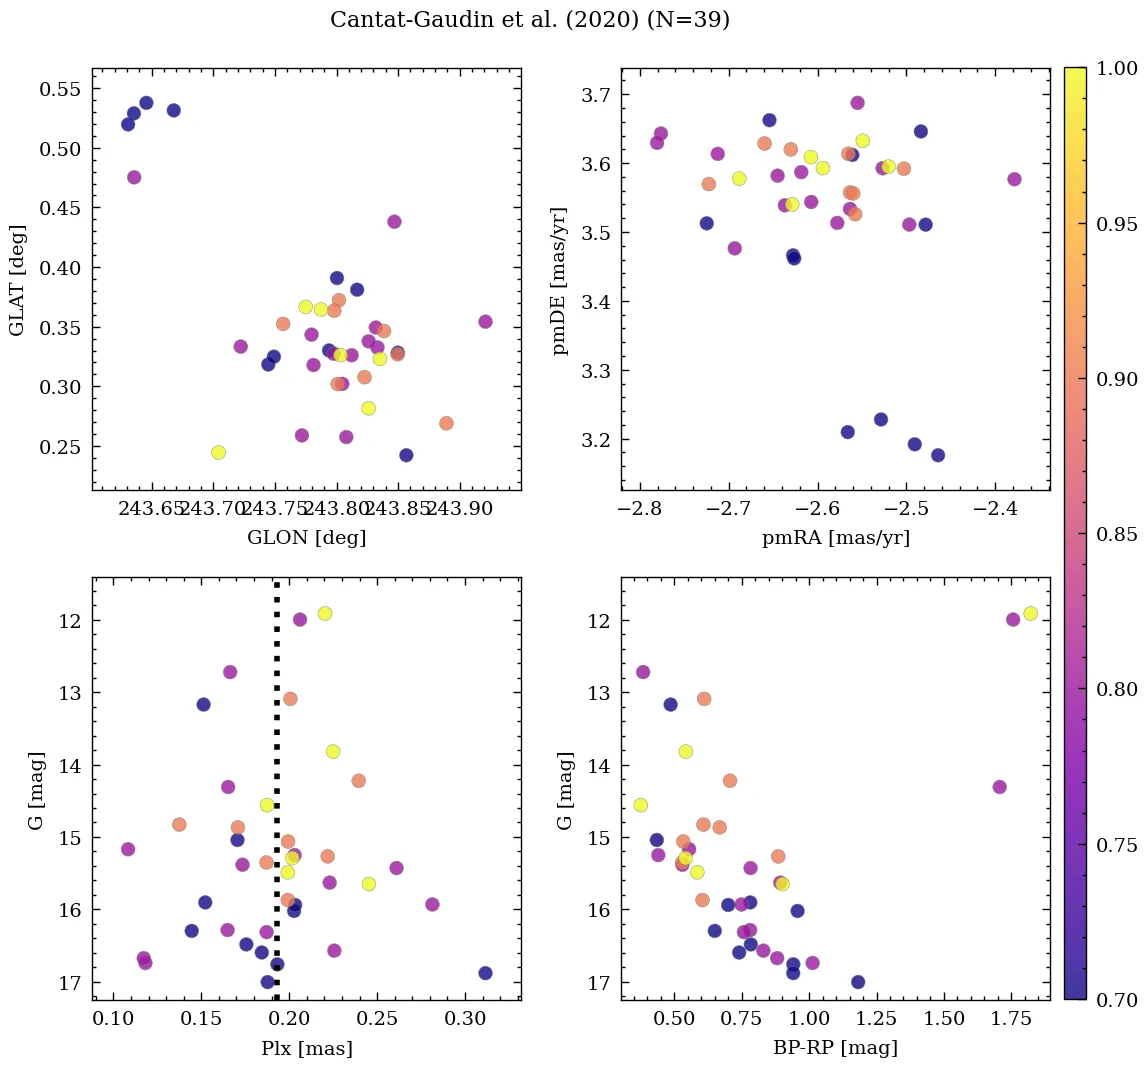 Cantat-Gaudin et al. (2020) (N=39)
0.55
0.50
0.45
0.40
0.35
0.30
0.25
GLAT [deg]
243.65 243.70 243.75 243.80 243.85 243.90
GLON [deg]
3.7
3.6
3.5
3.4
3.3
3.2
pmDE [mas/yr]
−2.8 −2.7 −2.6 −2.5 −2.4
pmRA [mas/yr]
1.00
0.95
0.90
0.85
0.80
0.75
0.70
12
13
14
15
16
17
G [mag]
0.10 0.15 0.20 0.25 0.30
Plx [mas]
12
13
14
15
16
17
G [mag]
0.50 0.75 1.00 1.25 1.50 1.75
BP-RP [mag]